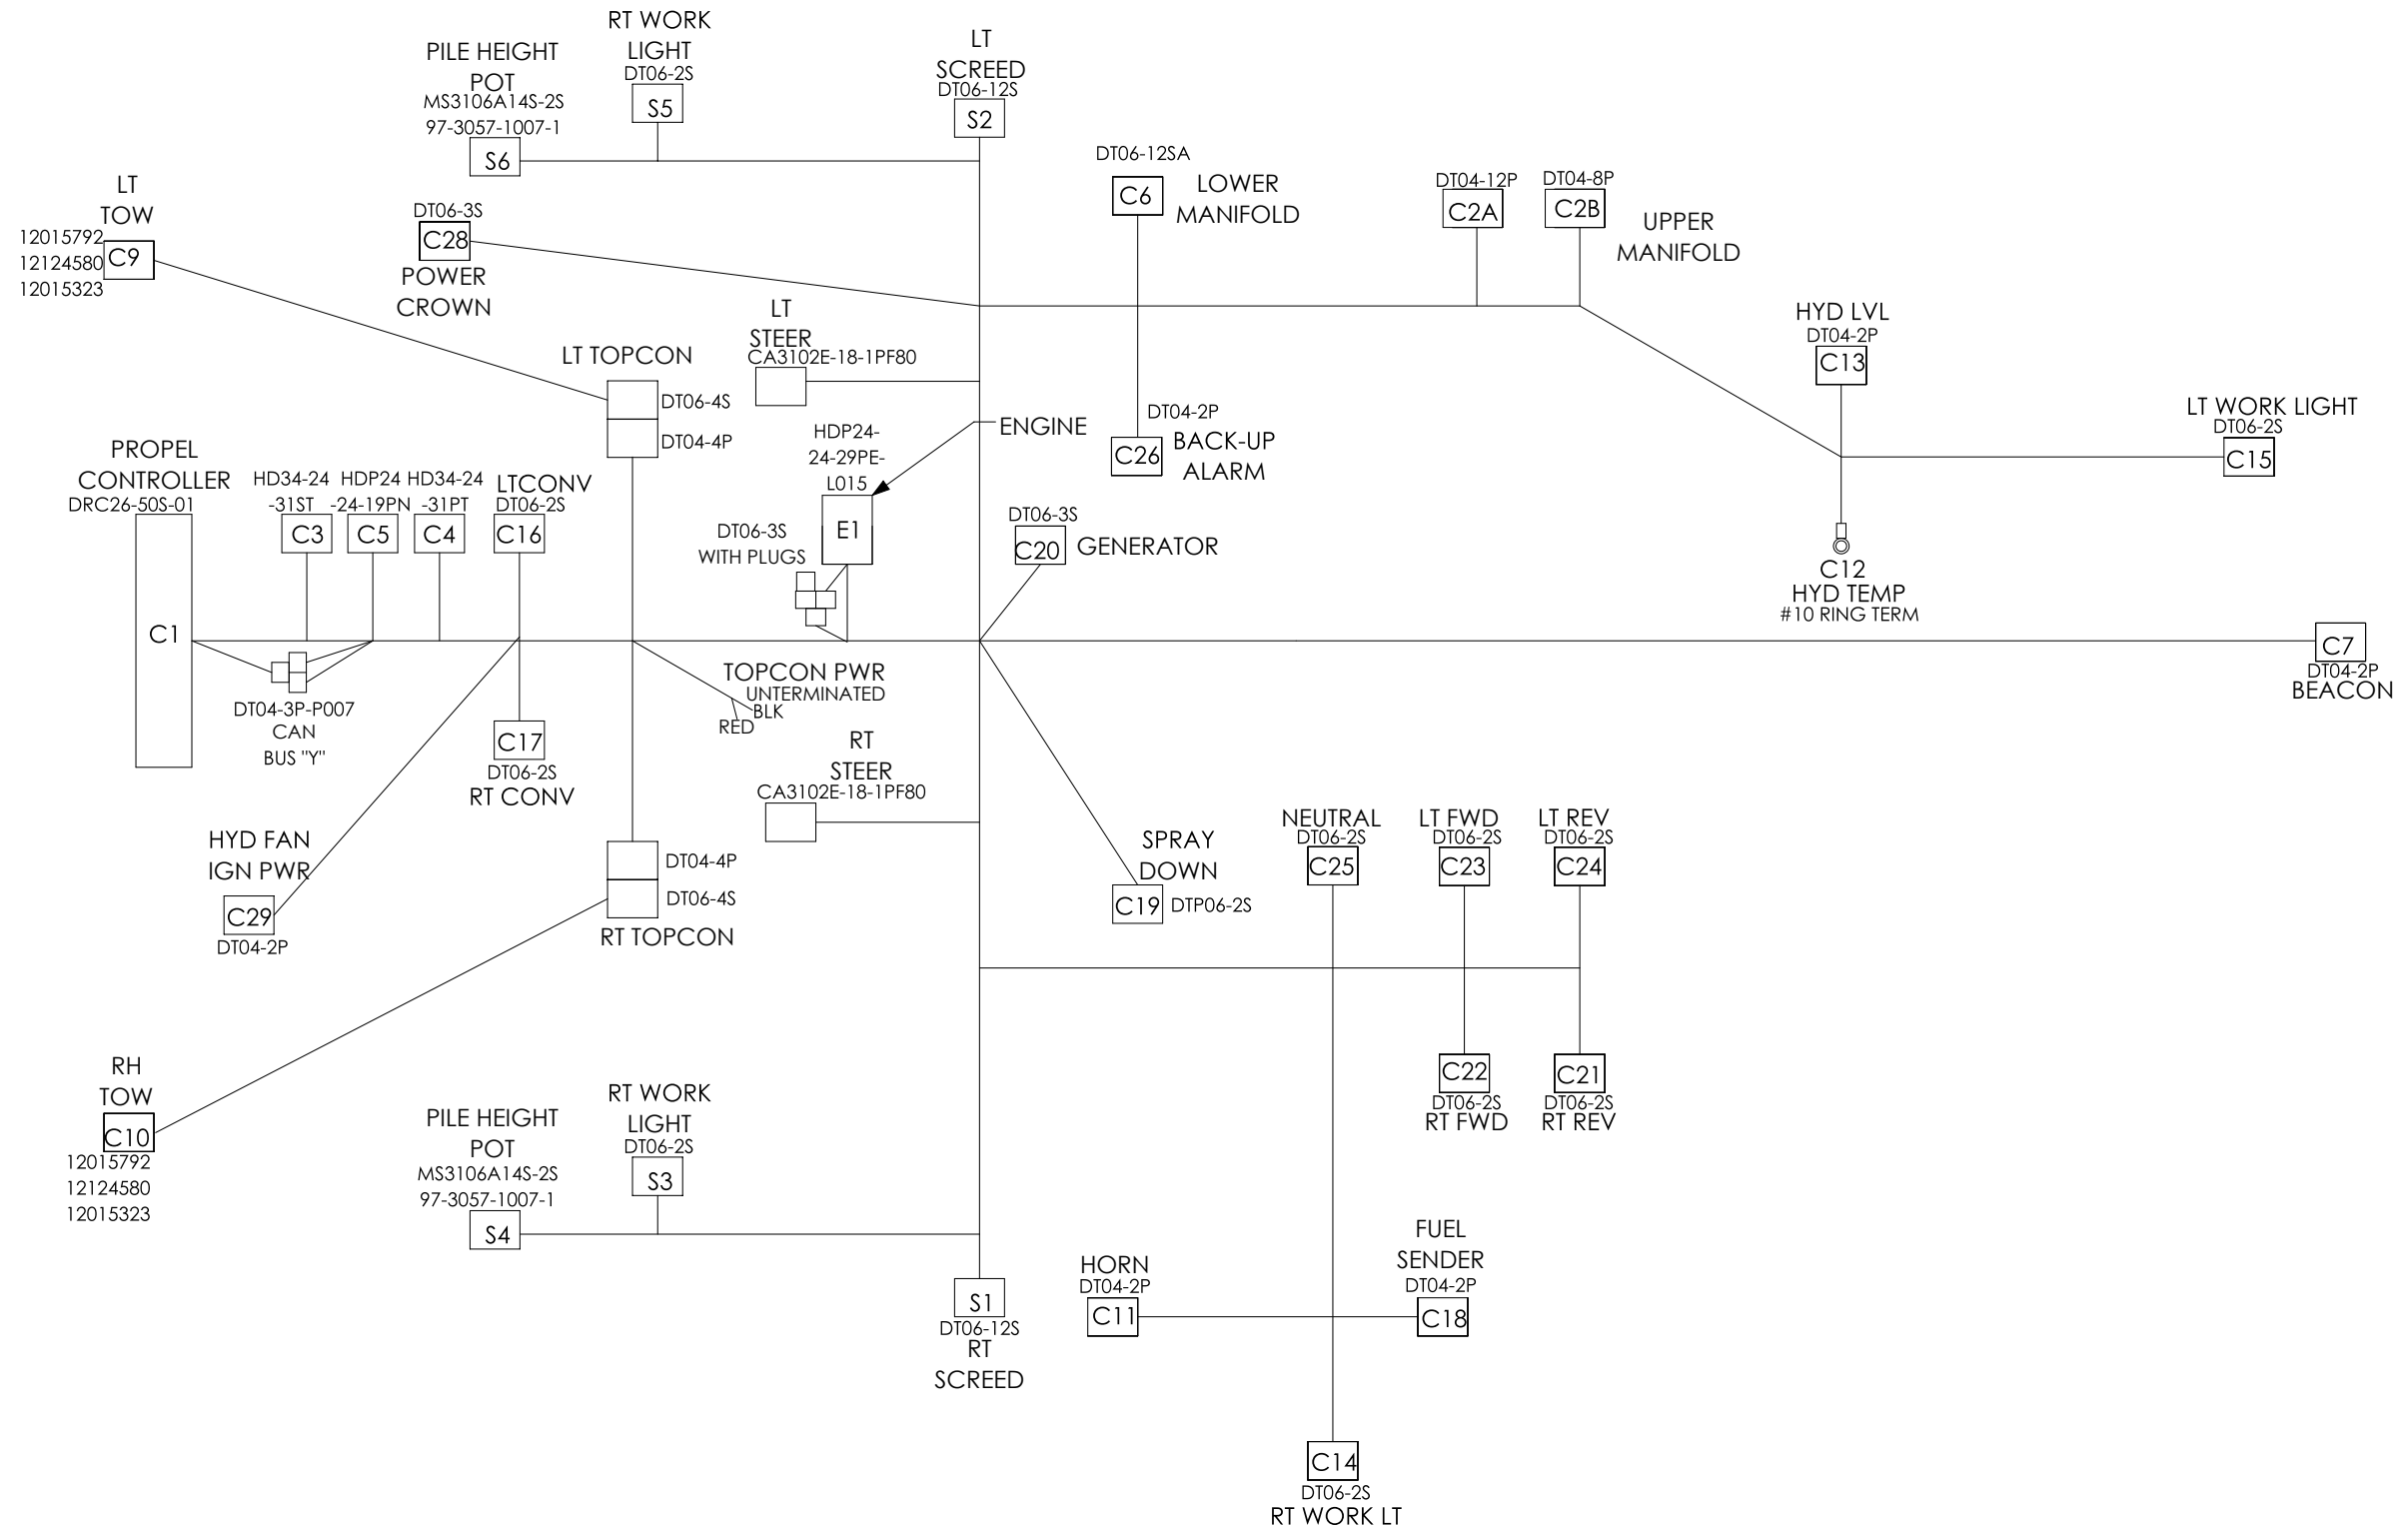 RT WORK
LIGHT
DT06-2S
S5
PILE HEIGHT
POT
MS3106A14S-2S
97-3057-1007-1
S6
LT
SCREED
DT06-12S
S2
LT
TOW
12015792
12124580
12015323
C9
DT06-3S
C28
POWER
CROWN
DT06-12SA
C6
LOWER
MANIFOLD
DT04-12P
C2A
DT04-8P
C2B
UPPER
MANIFOLD
LT
STEER
CA3102E-18-1PF80
LT TOPCON
DT06-4S
DT04-4P
HYD LVL
DT04-2P
C13
LT WORK LIGHT
DT06-2S
C15
ENGINE
DT04-2P
C26
BACK-UP
ALARM
HDP24-
24-29PE-
L015
E1
DT06-3S
WITH PLUGS
PROPEL
CONTROLLER
DRC26-50S-01
C1
HD34-24
-31ST
C3
HDP24
-24-19PN
C5
HD34-24
-31PT
C4
LTCONV
DT06-2S
C16
DT06-3S
C20
GENERATOR
C12
HYD TEMP
#10 RING TERM
C7
DT04-2P
BEACON
DT04-3P-P007
CAN
BUS "Y"
TOPCON PWR
UNTERMINATED
BLK
RED
C17
DT06-2S
RT CONV
RT
STEER
CA3102E-18-1PF80
HYD FAN
IGN PWR
C29
DT04-2P
DT04-4P
DT06-4S
RT TOPCON
SPRAY
DOWN
C19
DTP06-2S
NEUTRAL
DT06-2S
C25
LT FWD
DT06-2S
C23
LT REV
DT06-2S
C24
C22
DT06-2S
RT FWD
C21
DT06-2S
RT REV
RH
TOW
C10
12015792
12124580
12015323
RT WORK
LIGHT
DT06-2S
S3
PILE HEIGHT
POT
MS3106A14S-2S
97-3057-1007-1
S4
S1
DT06-12S
RT
SCREED
HORN
DT04-2P
C11
FUEL
SENDER
DT04-2P
C18
C14
DT06-2S
RT WORK LT